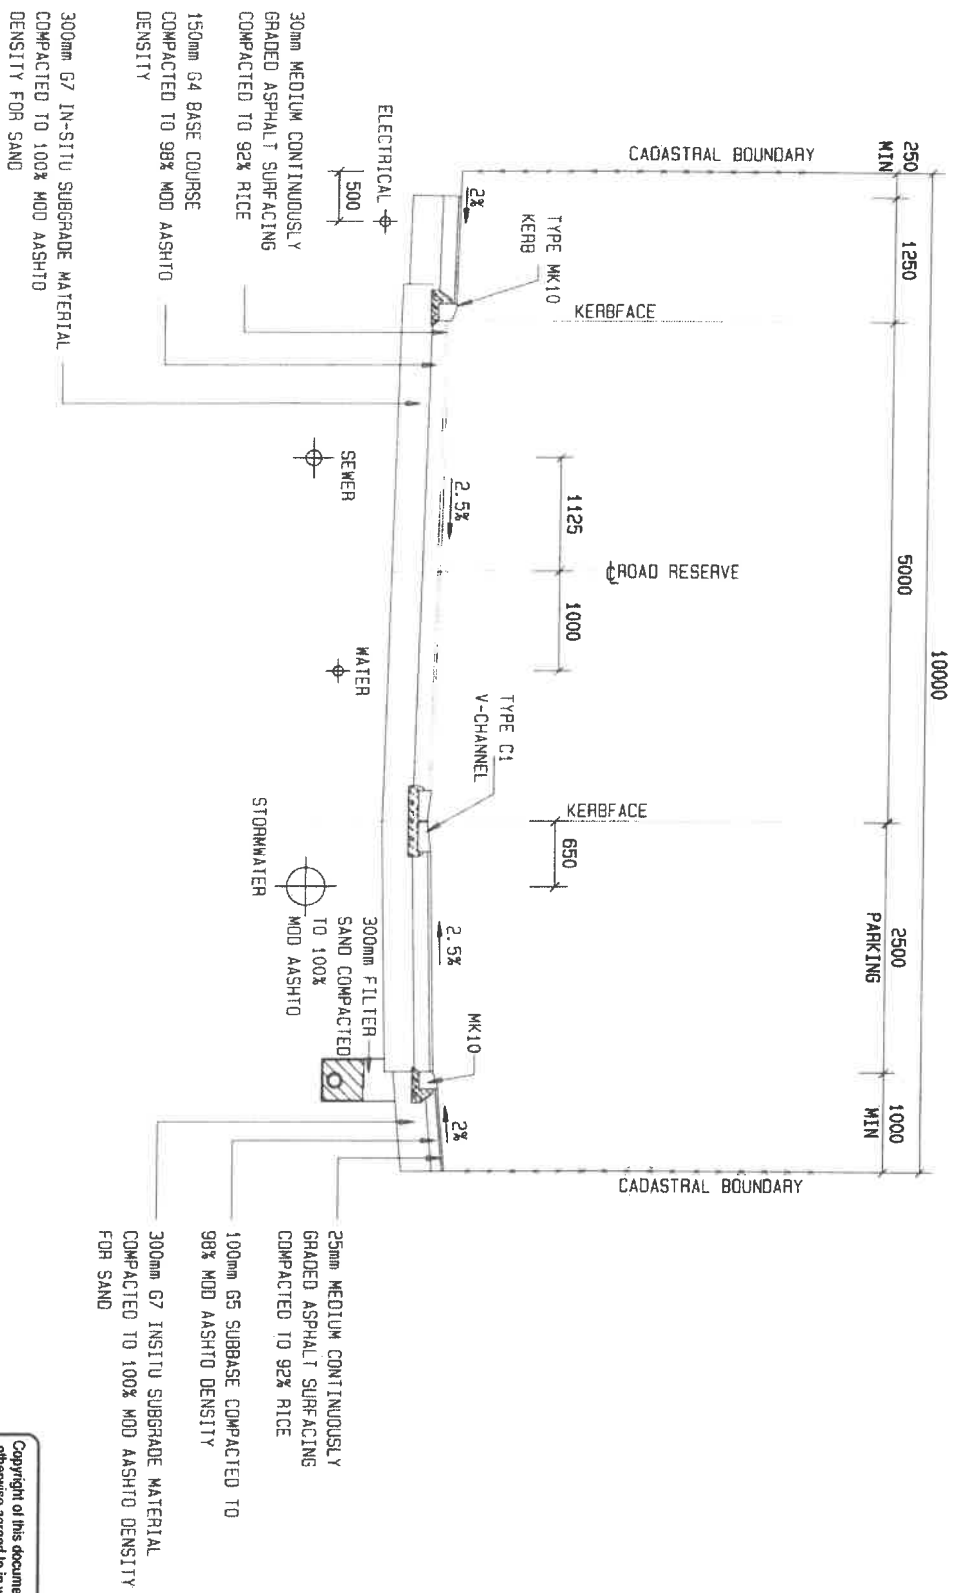 10000
250
MIN
1250
5000
2500
PARKING
1000
MIN
CADASTRAL BOUNDARY
KERBFACE
℄ ROAD RESERVE
KERBFACE
CADASTRAL BOUNDARY
1125
1000
650
TYPE MK10
KERB
TYPE C1
V-CHANNEL
MK10
2%
2.5%
2.5%
2%
ELECTRICAL
500
SEWER
WATER
STORMWATER
300mm FILTER
SAND COMPACTED
TO 100%
MOD AASHTO
30mm MEDIUM CONTINUOUSLY
GRADED ASPHALT SURFACING
COMPACTED TO 92% RICE
150mm G4 BASE COURSE
COMPACTED TO 98% MOD AASHTO
DENSITY
300mm G7 IN-SITU SUBGRADE MATERIAL
COMPACTED TO 100% MOD AASHTO
DENSITY FOR SAND
25mm MEDIUM CONTINUOUSLY
GRADED ASPHALT SURFACING
COMPACTED TO 92% RICE
100mm G5 SUBBASE COMPACTED TO
98% MOD AASHTO DENSITY
300mm G7 INSITU SUBGRADE MATERIAL
COMPACTED TO 100% MOD AASHTO DENSITY
FOR SAND
Copyright of this docume